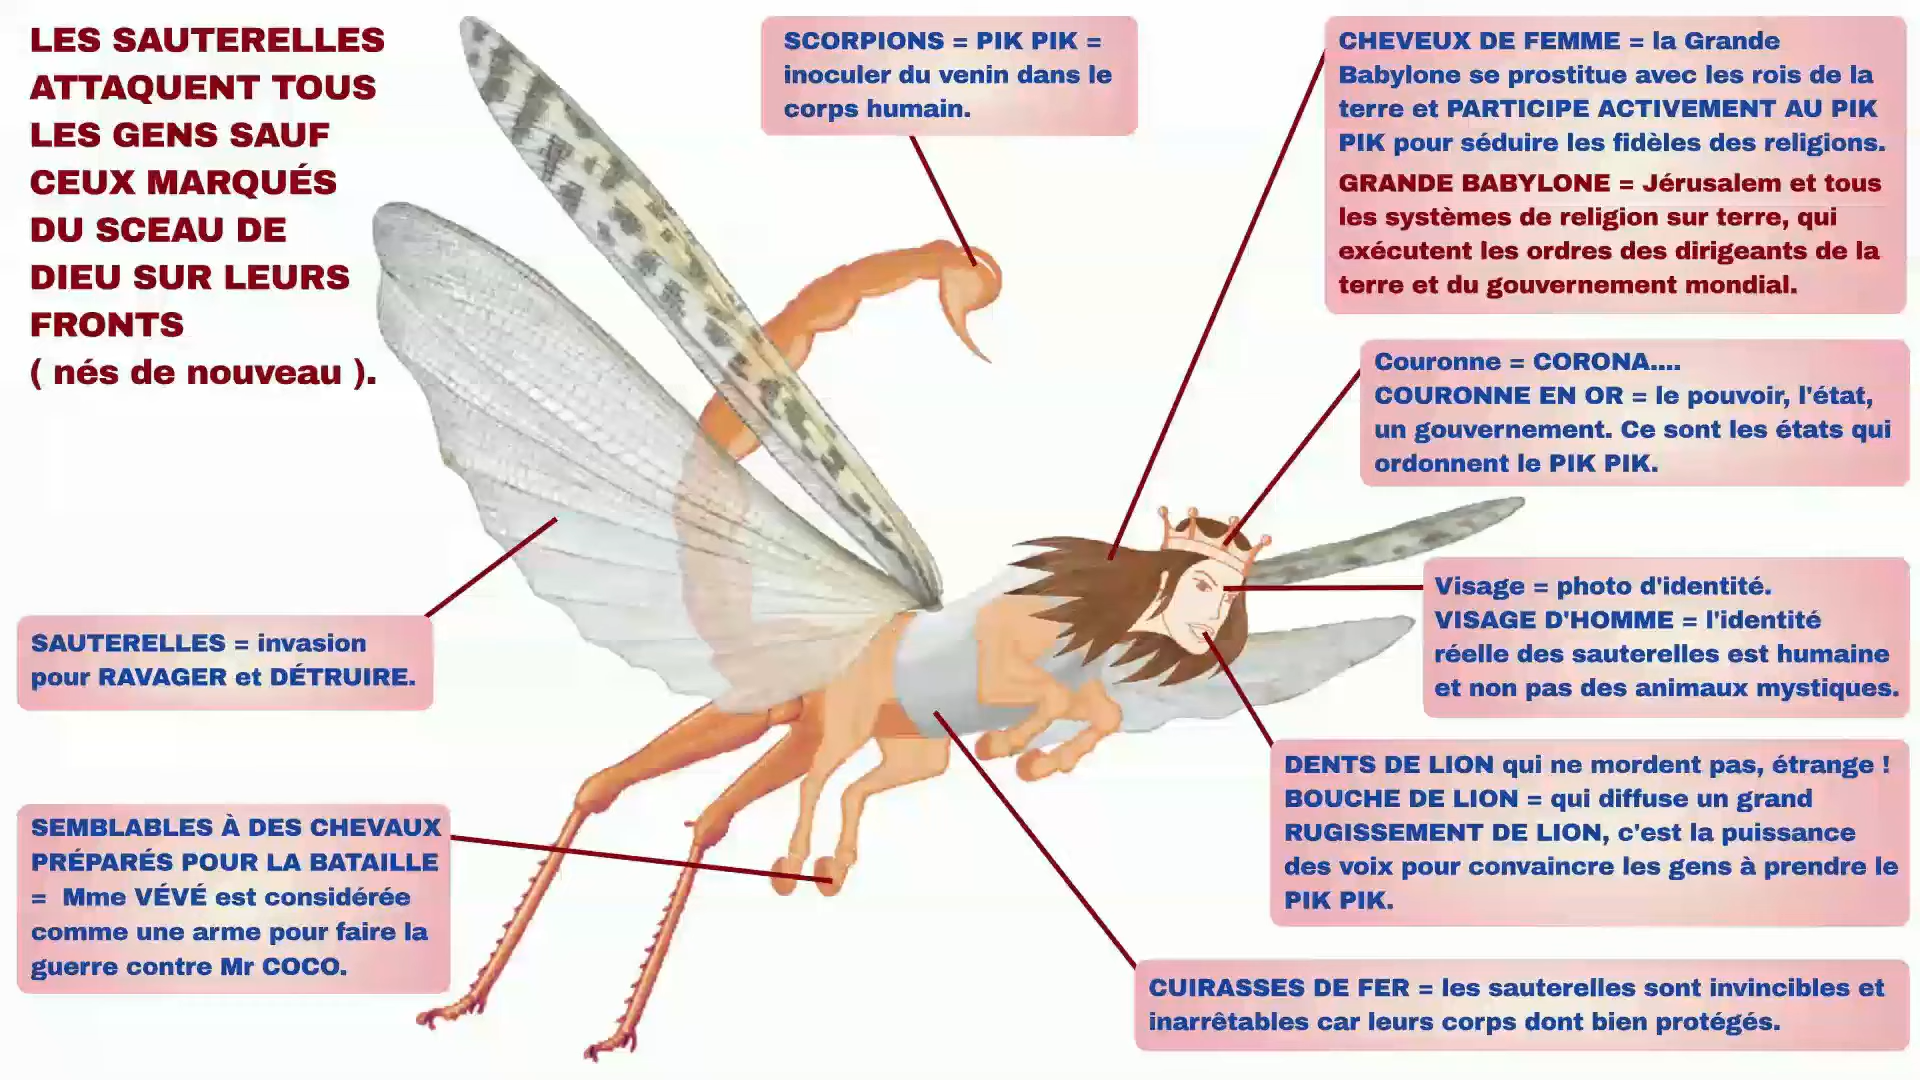 LES SAUTERELLES
ATTAQUENT TOUS
LES GENS SAUF
CEUX MARQUÉS
DU SCEAU DE
DIEU SUR LEURS
FRONTS
( nés de nouveau ).
SCORPIONS = PIK PIK =
inoculer du venin dans le
corps humain.
CHEVEUX DE FEMME = la Grande
Babylone se prostitue avec les rois de la
terre et PARTICIPE ACTIVEMENT AU PIK
PIK pour séduire les fidèles des religions.
GRANDE BABYLONE = Jérusalem et tous
les systèmes de religion sur terre, qui
exécutent les ordres des dirigeants de la
terre et du gouvernement mondial.
Couronne = CORONA....
COURONNE EN OR = le pouvoir, l'état,
un gouvernement. Ce sont les états qui
ordonnent le PIK PIK.
Visage = photo d'identité.
VISAGE D'HOMME = l'identité
réelle des sauterelles est humaine
et non pas des animaux mystiques.
SAUTERELLES = invasion
pour RAVAGER et DÉTRUIRE.
DENTS DE LION qui ne mordent pas, étrange !
BOUCHE DE LION = qui diffuse un grand
RUGISSEMENT DE LION, c'est la puissance
des voix pour convaincre les gens à prendre le
PIK PIK.
SEMBLABLES À DES CHEVAUX
PRÉPARÉS POUR LA BATAILLE
= Mme VÉVÉ est considérée
comme une arme pour faire la
guerre contre Mr COCO.
CUIRASSES DE FER = les sauterelles sont invincibles et
inarrêtables car leurs corps dont bien protégés.